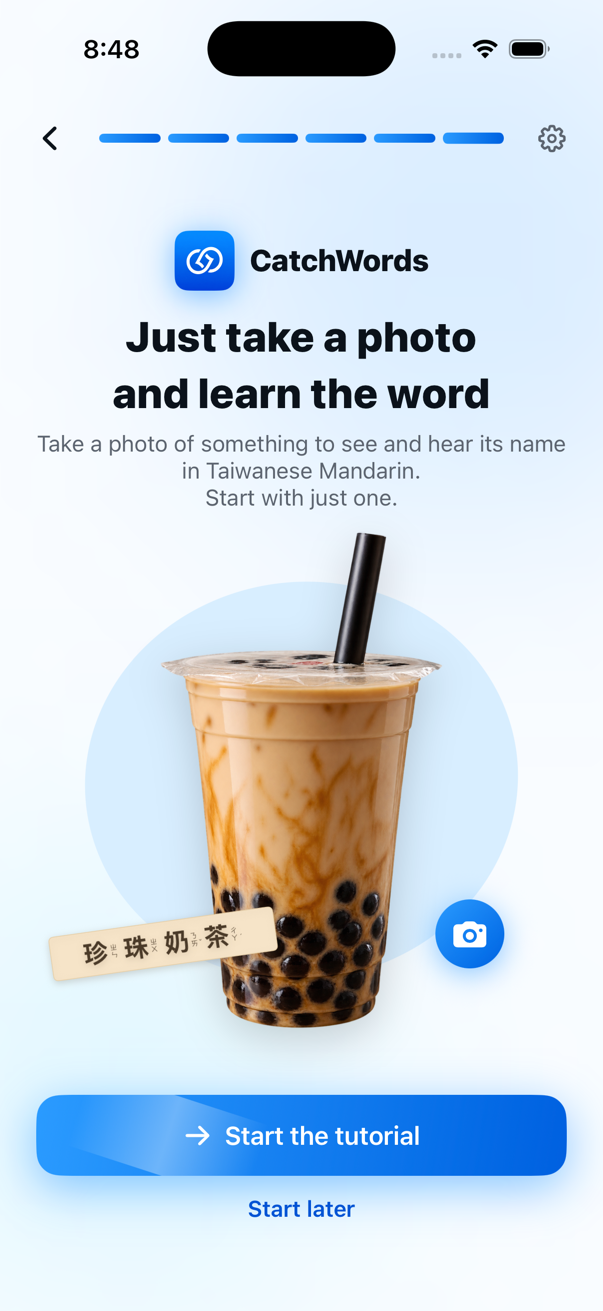 8:48
CatchWords
Just take a photo
and learn the word
Take a photo of something to see and hear its name
in Taiwanese Mandarin.
Start with just one.
珍珠奶茶
Start the tutorial
Start later